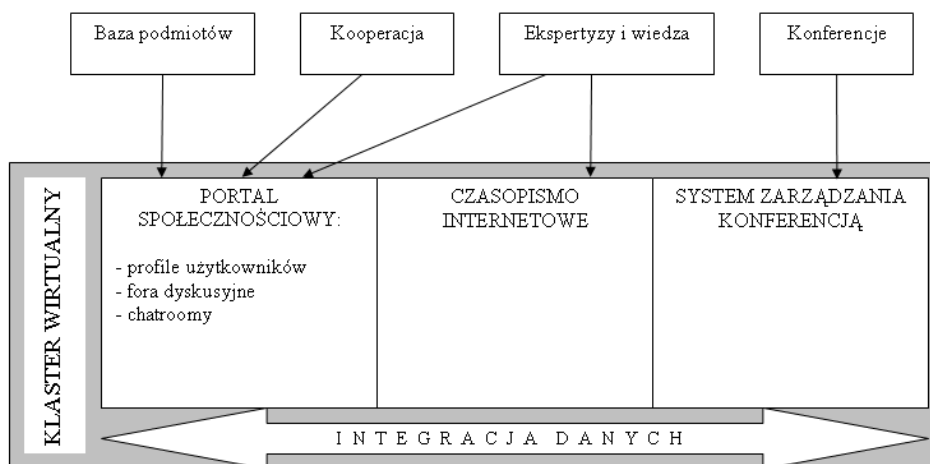 Baza podmiotów
Kooperacja
Ekspertyzy i wiedza
Konferencje
KLASTER WIRTUALNY
PORTAL
SPOŁECZNOŚCIOWY:
- profile użytkowników
- fora dyskusyjne
- chatroomy
CZASOPISMO
INTERNETOWE
SYSTEM ZARZĄDZANIA
KONFERENCJĄ
INTEGRACJA DANYCH